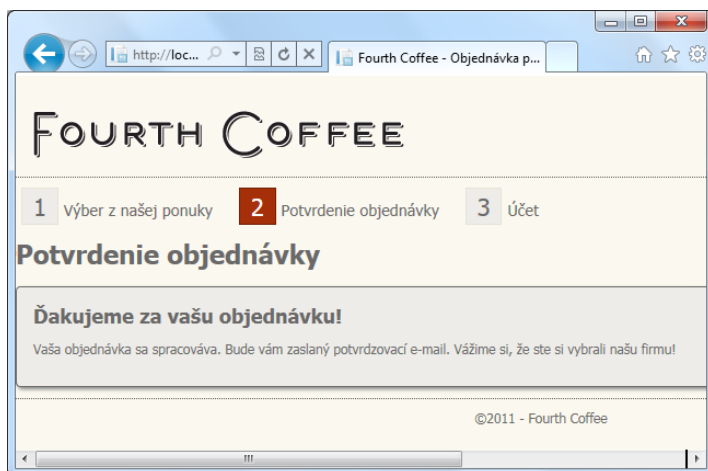 http://loc...
Fourth Coffee - Objednávka p...
FOURTH COFFEE
1 Výber z našej ponuky 2 Potvrdenie objednávky 3 Účet
Potvrdenie objednávky
Ďakujeme za vašu objednávku!
Vaša objednávka sa spracováva. Bude vám zaslaný potvrdzovací e-mail. Vážime si, že ste si vybrali našu firmu!
©2011 - Fourth Coffee